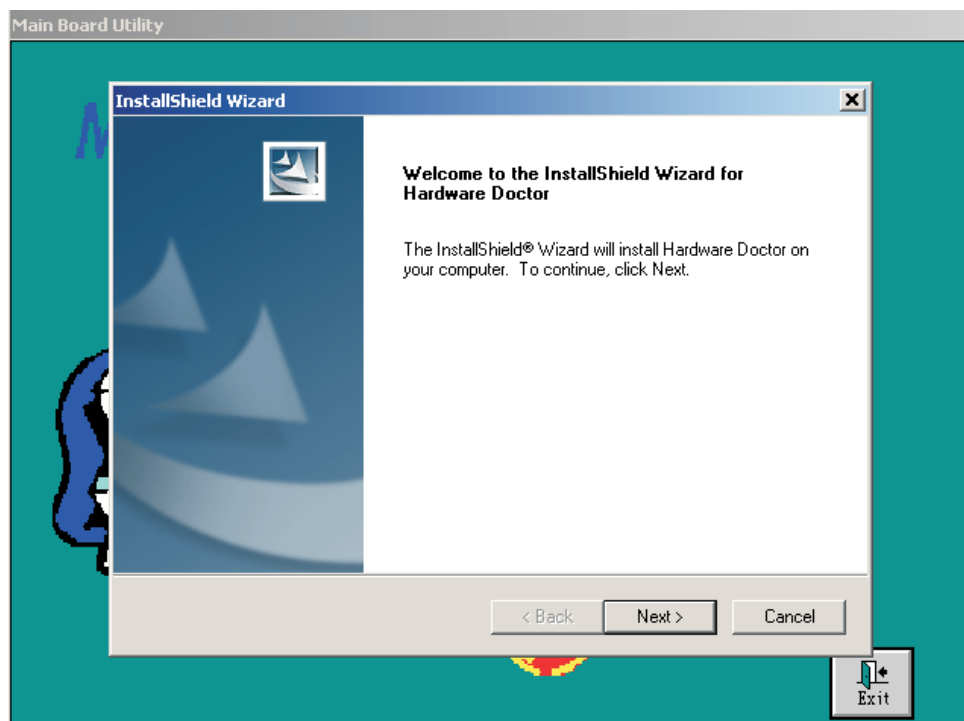 Main Board Utility
InstallShield Wizard
Welcome to the InstallShield Wizard for
Hardware Doctor
The InstallShield® Wizard will install Hardware Doctor on
your computer. To continue, click Next.
< Back
Next >
Cancel
Exit